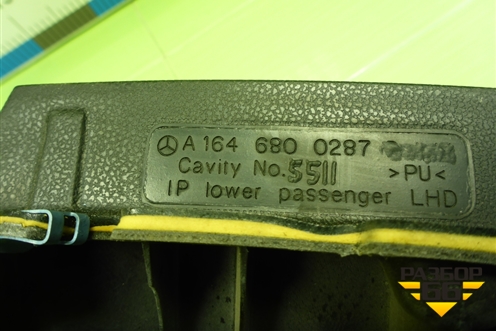 A 164 680 0287
Cavity No. 5511 >PU<
IP lower passenger LHD
РАЗБОР